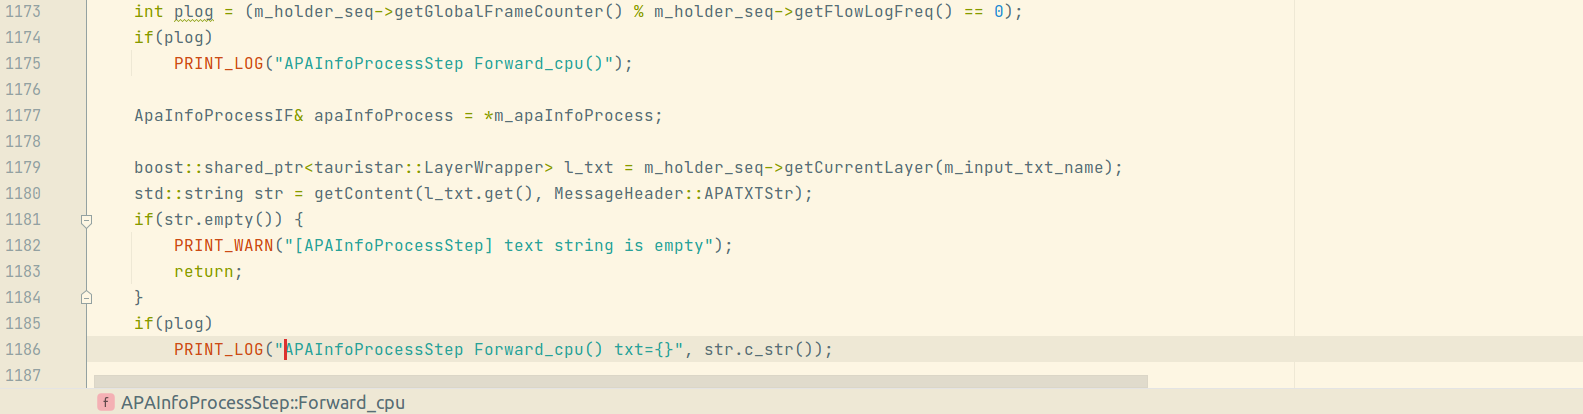 1173 int plog = (m_holder_seq->getGlobalFrameCounter() % m_holder_seq->getFlowLogFreq() == 0);
1174 if(plog)
1175 PRINT_LOG("APAInfoProcessStep Forward_cpu()");
1176
1177 ApaInfoProcessIF& apaInfoProcess = *m_apaInfoProcess;
1178
1179 boost::shared_ptr<tauristar::LayerWrapper> l_txt = m_holder_seq->getCurrentLayer(m_input_txt_name);
1180 std::string str = getContent(l_txt.get(), MessageHeader::APATXTStr);
1181 if(str.empty()) {
1182 PRINT_WARN("[APAInfoProcessStep] text string is empty");
1183 return;
1184 }
1185 if(plog)
1186 PRINT_LOG("APAInfoProcessStep Forward_cpu() txt={}", str.c_str());
1187
f APAInfoProcessStep::Forward_cpu